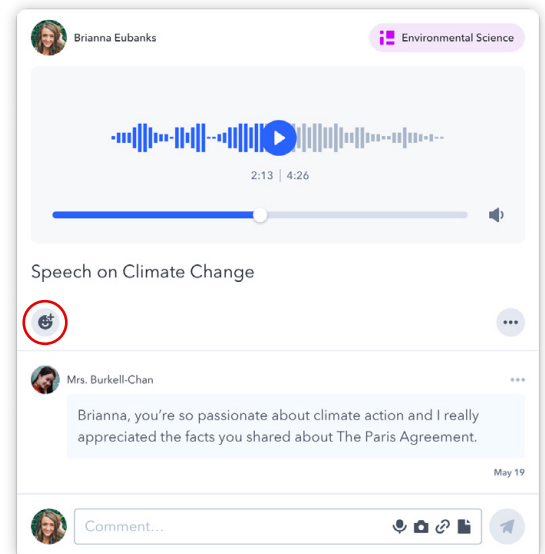 Brianna Eubanks
Environmental Science
2:13 | 4:26
Speech on Climate Change
Mrs. Burkell-Chan
Brianna, you're so passionate about climate action and I really
appreciated the facts you shared about The Paris Agreement.
May 19
Comment...